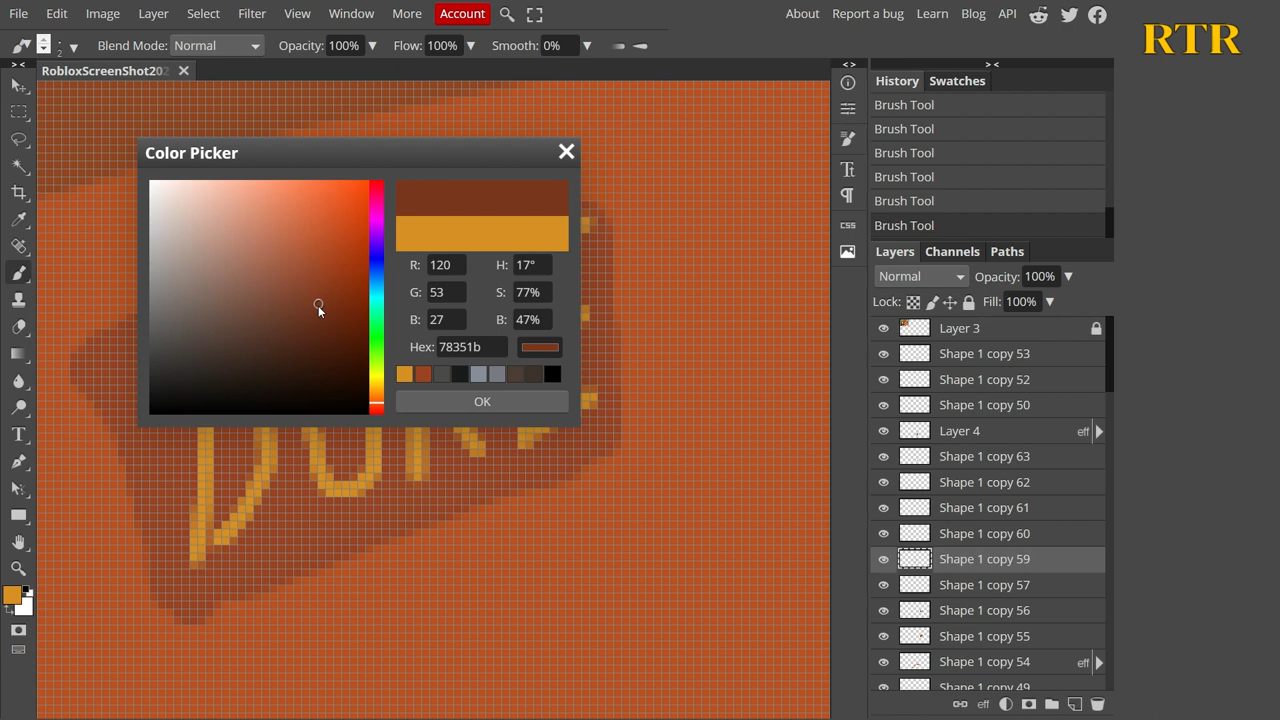 File Edit Image Layer Select Filter View Window More Account About Report a bug Learn Blog API
Blend Mode: Normal Opacity: 100% Flow: 100% Smooth: 0%
2
RTR
RobloxScreenShot202
History Swatches
Brush Tool
Brush Tool
Brush Tool
Brush Tool
Brush Tool
Brush Tool
Color Picker
R: 120 H: 17°
G: 53 S: 77%
B: 27 B: 47%
Hex: 78351b
OK
CSS
Layers Channels Paths
Normal Opacity: 100%
Lock: Fill: 100%
Layer 3
Shape 1 copy 53
Shape 1 copy 52
Shape 1 copy 50
Layer 4 eff
Shape 1 copy 63
Shape 1 copy 62
Shape 1 copy 61
Shape 1 copy 60
Shape 1 copy 59
Shape 1 copy 57
Shape 1 copy 56
Shape 1 copy 55
Shape 1 copy 54 eff
Shape 1 copy 49
eff